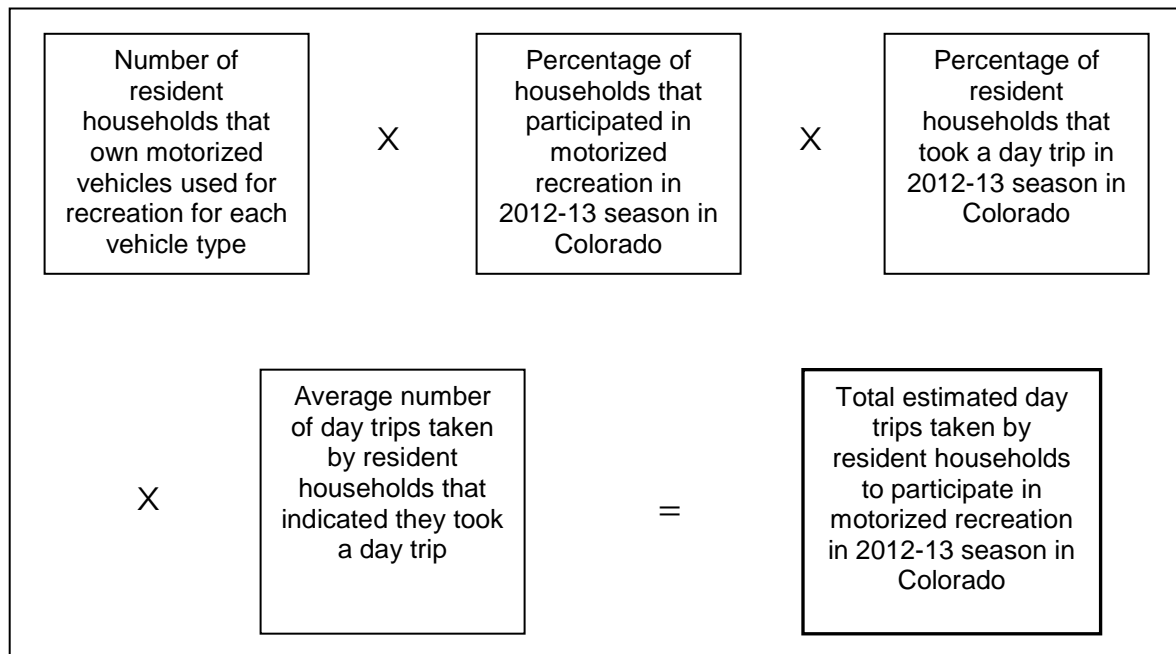 Number of
resident
households that
own motorized
vehicles used for
recreation for each
vehicle type
X
Percentage of
households that
participated in
motorized
recreation in
2012-13 season in
Colorado
X
Percentage of
resident
households that
took a day trip in
2012-13 season in
Colorado
X
Average number
of day trips taken
by resident
households that
indicated they took
a day trip
=
Total estimated day
trips taken by
resident households
to participate in
motorized recreation
in 2012-13 season in
Colorado